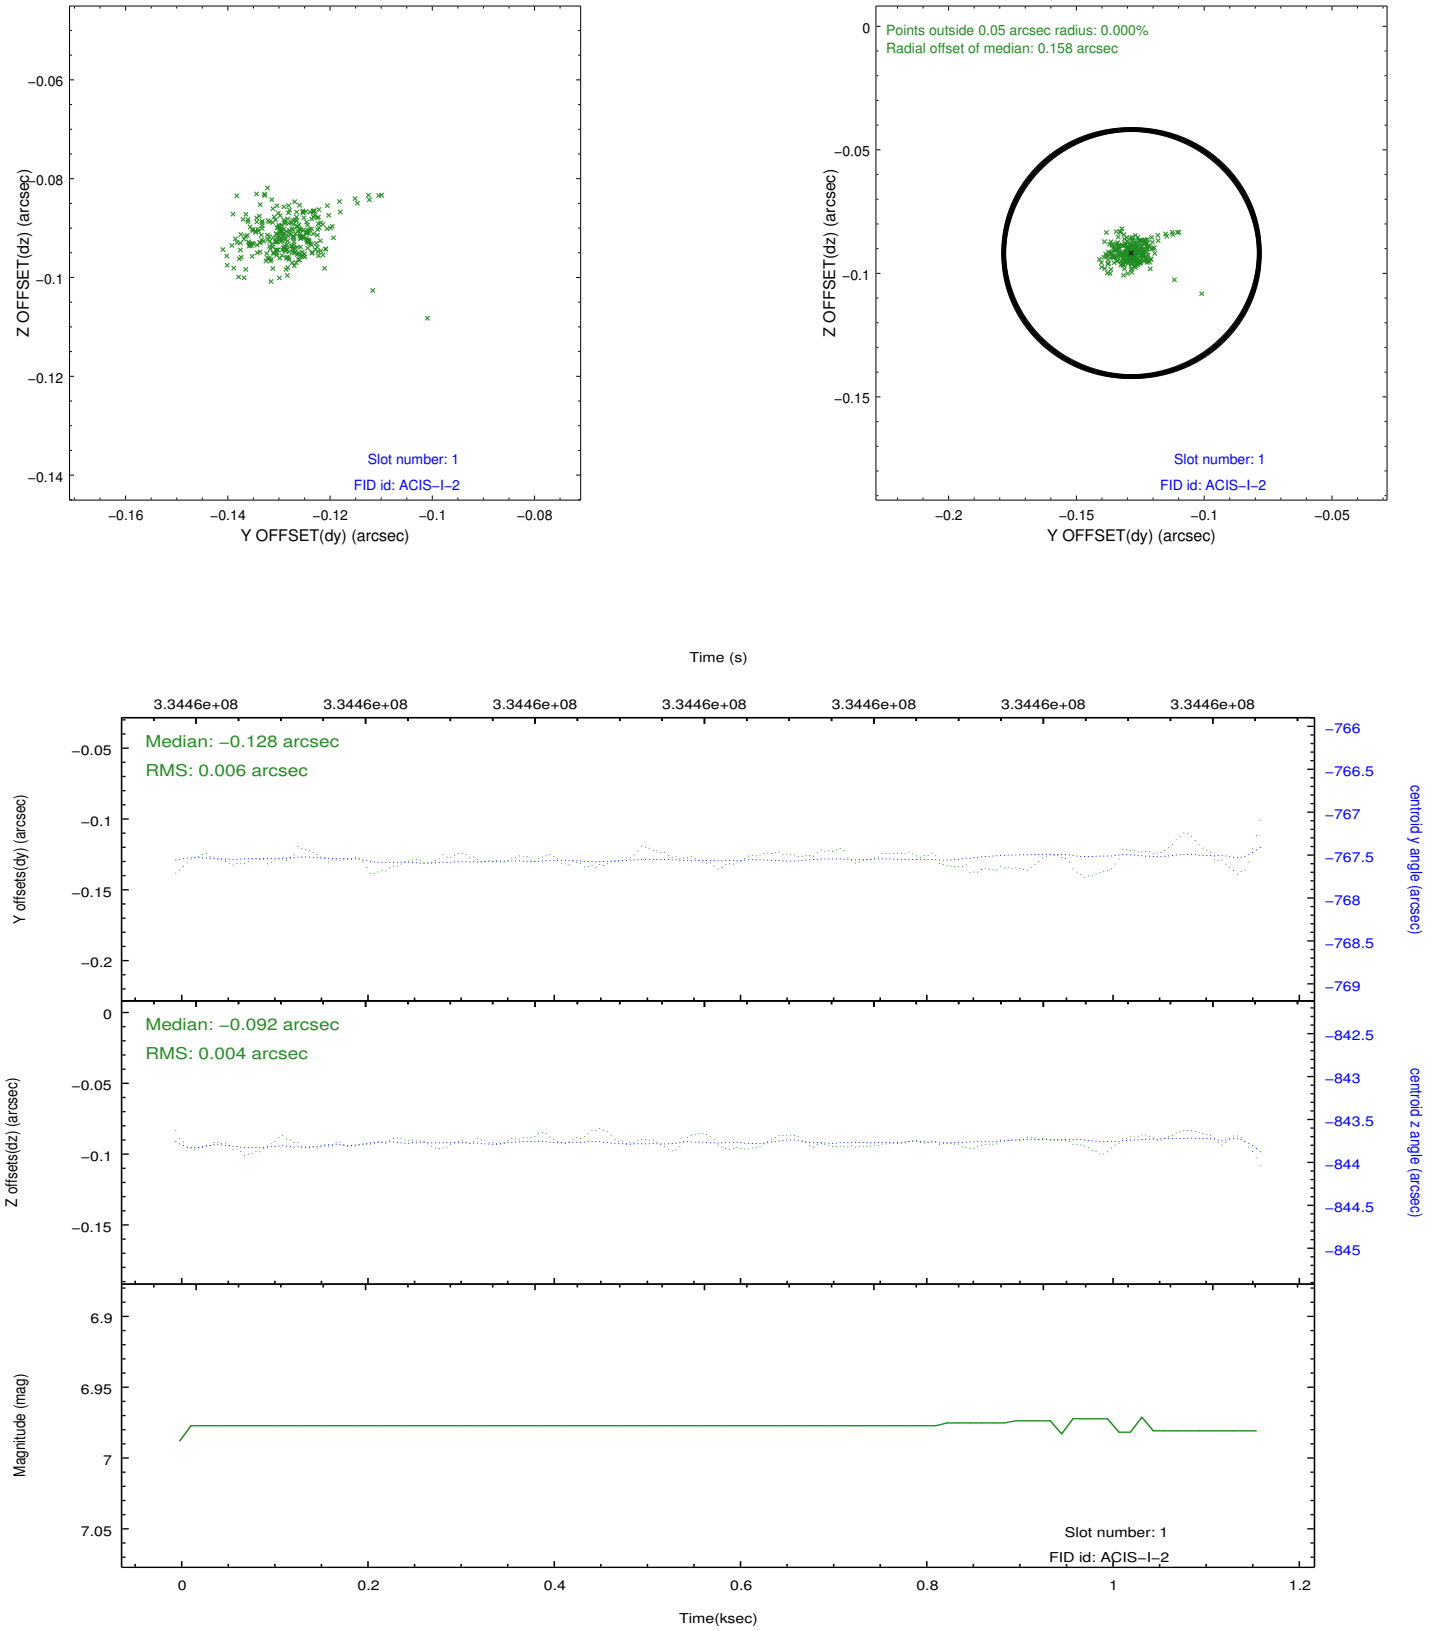 −0.06
−0.08
−0.1
−0.12
−0.14
Z OFFSET(dz) (arcsec)
Slot number: 1
FID id: ACIS−I−2
−0.16
−0.14
−0.12
−0.1
−0.08
Y OFFSET(dy) (arcsec)
Points outside 0.05 arcsec radius: 0.000%
Radial offset of median: 0.158 arcsec
0
−0.05
−0.1
−0.15
Z OFFSET(dz) (arcsec)
Slot number: 1
FID id: ACIS−I−2
−0.2
−0.15
−0.1
−0.05
Y OFFSET(dy) (arcsec)
Time (s)
3.3446e+08
3.3446e+08
3.3446e+08
3.3446e+08
3.3446e+08
3.3446e+08
3.3446e+08
Median: −0.128 arcsec
RMS: 0.006 arcsec
−0.05
−0.1
−0.15
−0.2
Y offsets(dy) (arcsec)
−766
−766.5
−767
−767.5
−768
−768.5
−769
centroid y angle (arcsec)
Median: −0.092 arcsec
RMS: 0.004 arcsec
0
−0.05
−0.1
−0.15
Z offsets(dz) (arcsec)
−842.5
−843
−843.5
−844
−844.5
−845
centroid z angle (arcsec)
6.9
6.95
7
7.05
Magnitude (mag)
Slot number: 1
FID id: ACIS−I−2
0
0.2
0.4
0.6
0.8
1
1.2
Time(ksec)